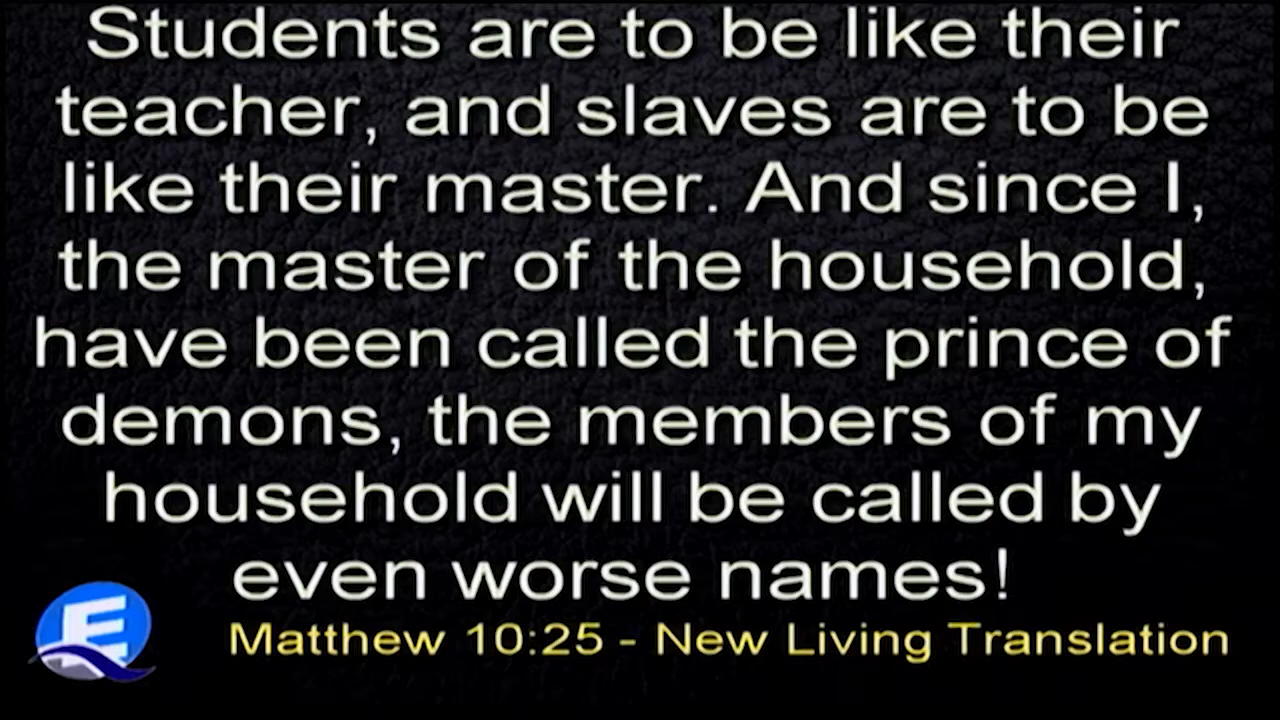 Students are to be like their
teacher, and slaves are to be
like their master. And since I,
the master of the household,
have been called the prince of
demons, the members of my
household will be called by
even worse names!
E
Matthew 10:25 - New Living Translation